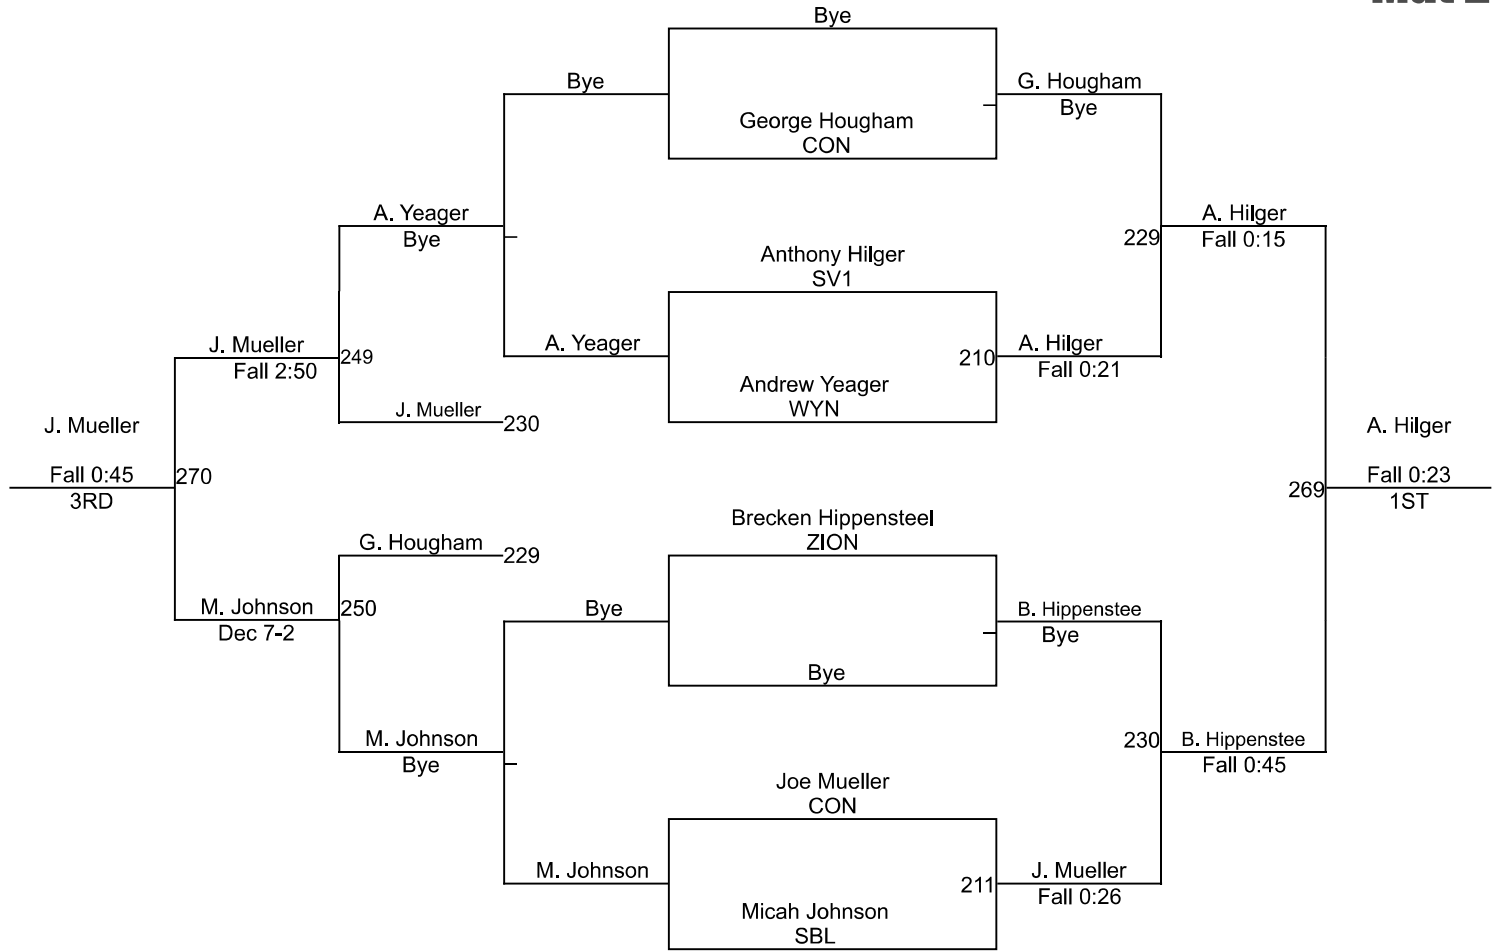 Bye
Bye
G. Hougham
Bye
George Hougham
CON
A. Yeager
Bye
A. Hilger
Fall 0:15
229
Anthony Hilger
SV1
J. Mueller
Fall 2:50
249
A. Yeager
210
A. Hilger
Fall 0:21
Andrew Yeager
WYN
J. Mueller
230
J. Mueller
Fall 0:45
3RD
270
A. Hilger
Fall 0:23
1ST
269
Brecken Hippensteel
ZION
G. Hougham
229
M. Johnson
Dec 7-2
250
Bye
B. Hippenstee
Bye
Bye
M. Johnson
Bye
230
B. Hippenstee
Fall 0:45
Joe Mueller
CON
M. Johnson
211
J. Mueller
Fall 0:26
Micah Johnson
SBL